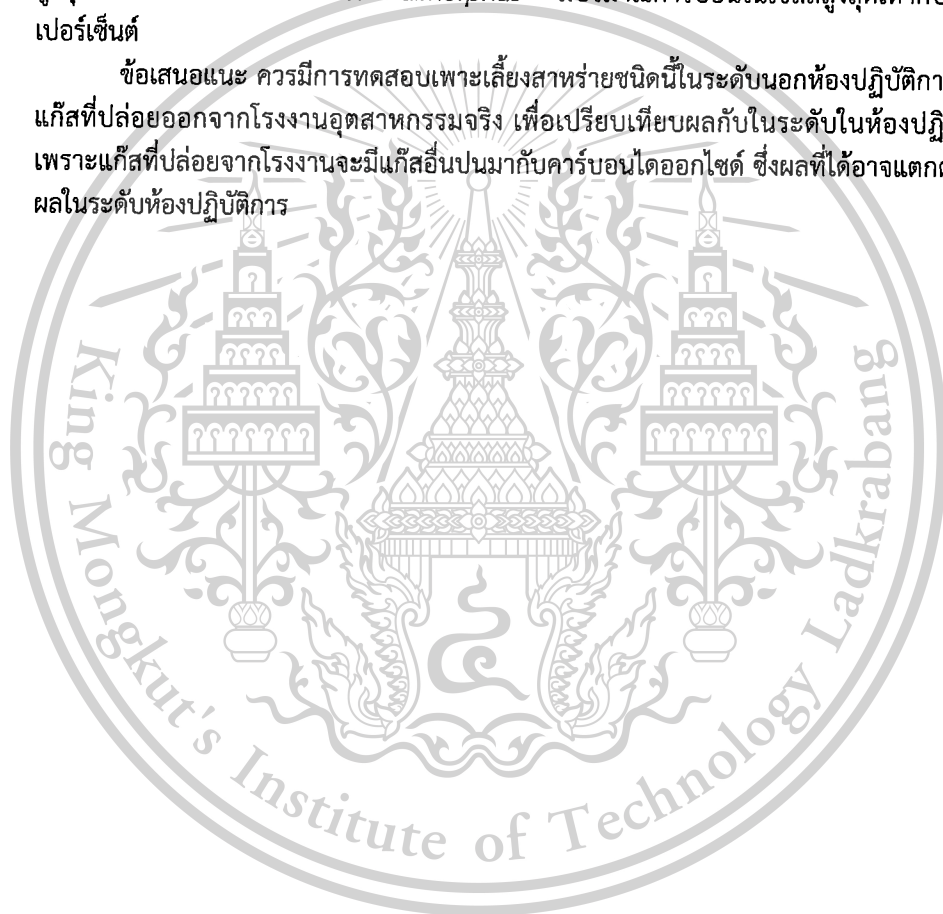 เปอร์เซ็นต์
ข้อเสนอแนะ ควรมีการทดสอบเพาะเลี้ยงสาหร่ายชนิดนี้ในระดับนอกห้องปฏิบัติกา
แก๊สที่ปล่อยออกจากโรงงานอุตสาหกรรมจริง เพื่อเปรียบเทียบผลกับในระดับในห้องปฏิ
เพราะแก๊สที่ปล่อยจากโรงงานจะมีแก๊สอื่นปนมากับคาร์บอนไดออกไซด์ ซึ่งผลที่ได้อาจแตกต
ผลในระดับห้องปฏิบัติการ
King Mongkut's Institute of Technology Ladkrabang